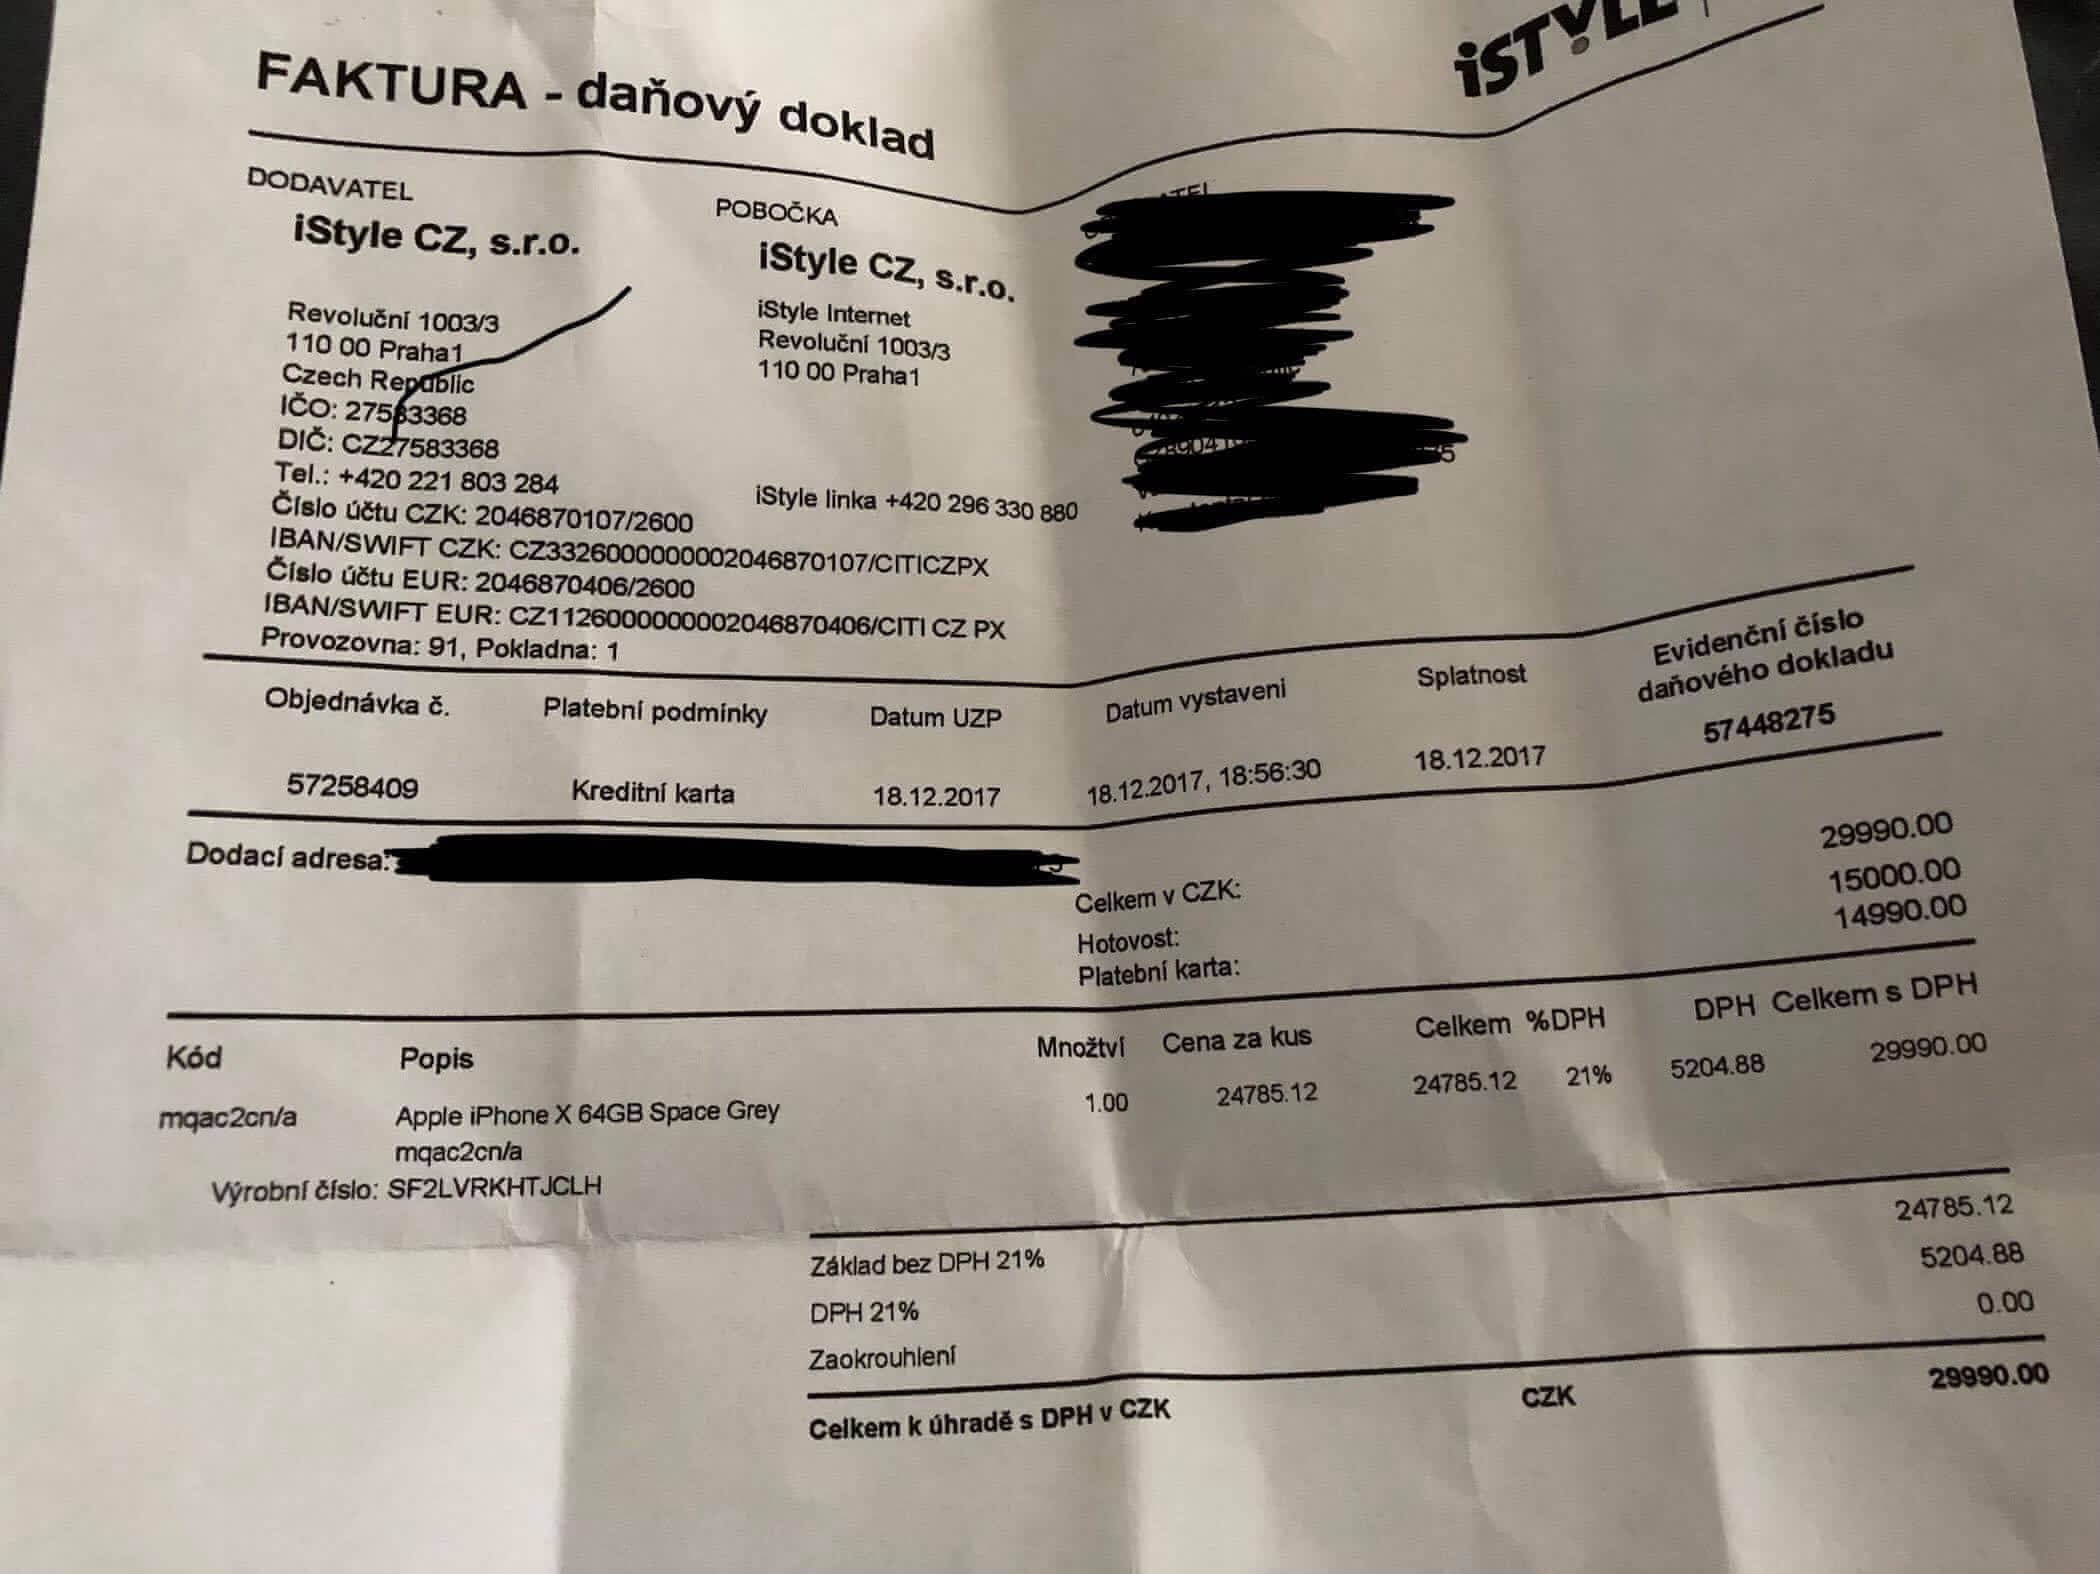 iSTYLE
FAKTURA - daňový doklad
DODAVATEL
iStyle CZ, s.r.o.
Revoluční 1003/3
110 00 Praha1
Czech Republic
IČO: 27583368
DIČ: CZ27583368
Tel.: +420 221 803 284
Číslo účtu CZK: 2046870107/2600
IBAN/SWIFT CZK: CZ3326000000002046870107/CITICZPX
Číslo účtu EUR: 2046870406/2600
IBAN/SWIFT EUR: CZ1126000000002046870406/CITI CZ PX
Provozovna: 91, Pokladna: 1
POBOČKA
iStyle CZ, s.r.o.
iStyle Internet
Revoluční 1003/3
110 00 Praha1
iStyle linka +420 296 330 880
Objednávka č. Platební podmínky Datum UZP Datum vystaveni Splatnost Evidenční číslo
daňového dokladu
57258409 Kreditní karta 18.12.2017 18.12.2017, 18:56:30 18.12.2017 57448275
Dodací adresa:
Celkem v CZK: 29990.00
Hotovost: 15000.00
Platební karta: 14990.00
Kód Popis Množtví Cena za kus Celkem %DPH DPH Celkem s DPH
mqac2cn/a Apple iPhone X 64GB Space Grey 1.00 24785.12 24785.12 21% 5204.88 29990.00
mqac2cn/a
Výrobní číslo: SF2LVRKHTJCLH
Základ bez DPH 21% 24785.12
DPH 21% 5204.88
Zaokrouhlení 0.00
Celkem k úhradě s DPH v CZK CZK 29990.00